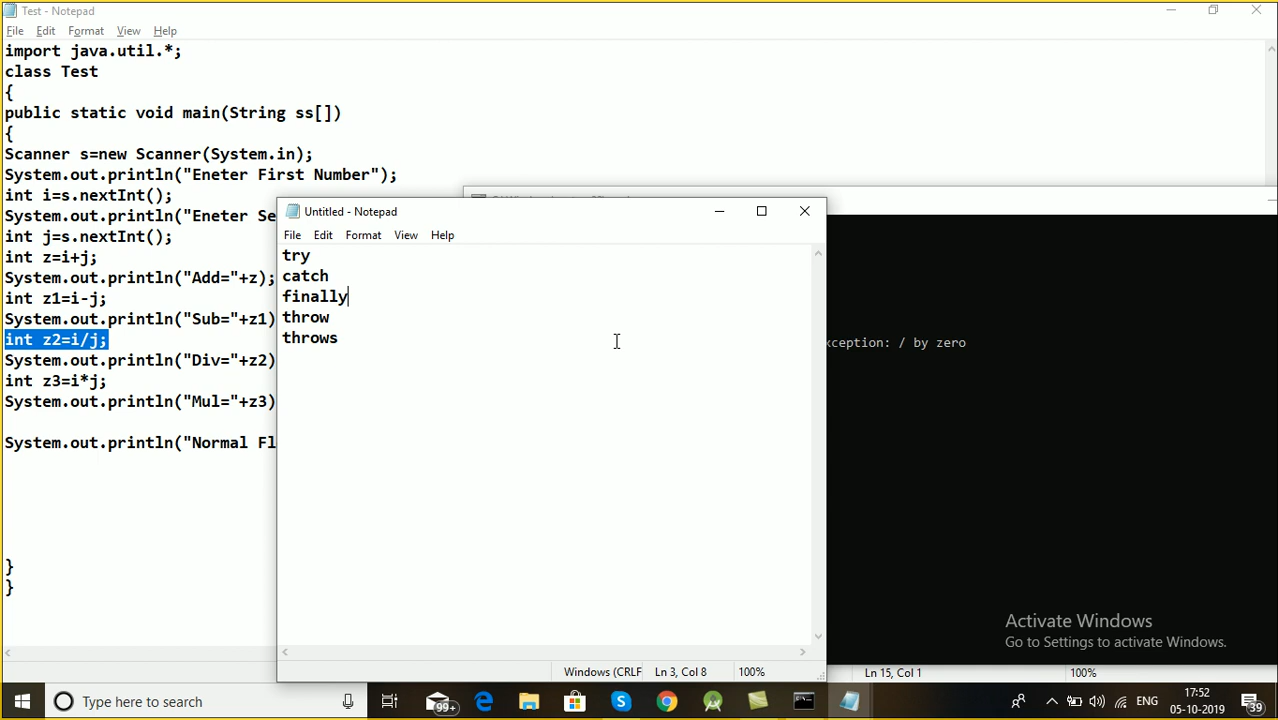 Test - Notepad
File Edit Format View Help
import java.util.*;
class Test
{
public static void main(String ss[])
{
Scanner s=new Scanner(System.in);
System.out.println("Eneter First Number");
int i=s.nextInt();
System.out.println("Eneter Se
int j=s.nextInt();
int z=i+j;
System.out.println("Add="+z);
int z1=i-j;
System.out.println("Sub="+z1)
int z2=i/j;
System.out.println("Div="+z2)
int z3=i*j;
System.out.println("Mul="+z3)
System.out.println("Normal Fl
}
}
Untitled - Notepad
File Edit Format View Help
try
catch
finally
throw
throws
Windows (CRLF Ln 3, Col 8 100%
xception: / by zero
Activate Windows
Go to Settings to activate Windows.
Ln 15, Col 1 100%
Type here to search
99+
ENG
17:52
05-10-2019
39